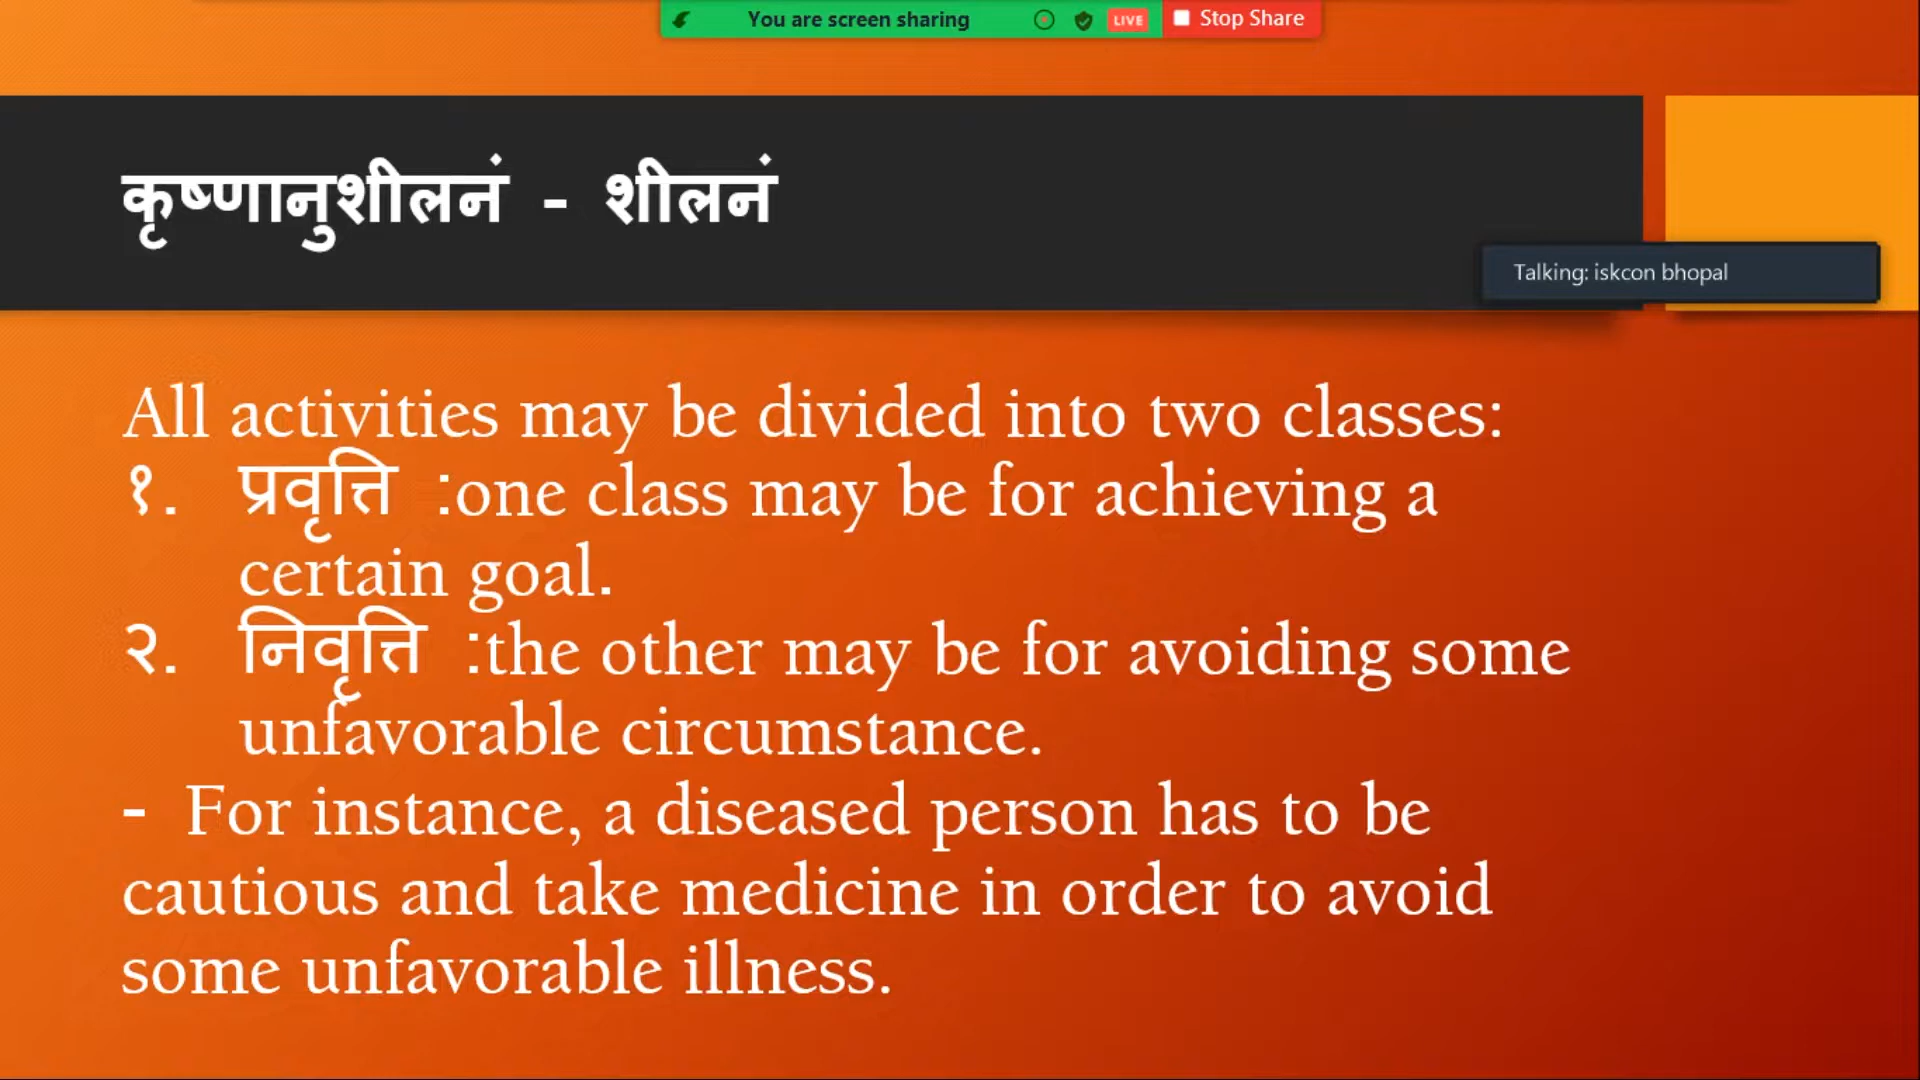 You are screen sharing LIVE Stop Share
कृष्णानुशीलनं - शीलनं
Talking: iskcon bhopal
All activities may be divided into two classes:
१. प्रवृत्ति :one class may be for achieving a
certain goal.
२. निवृत्ति :the other may be for avoiding some
unfavorable circumstance.
- For instance, a diseased person has to be
cautious and take medicine in order to avoid
some unfavorable illness.